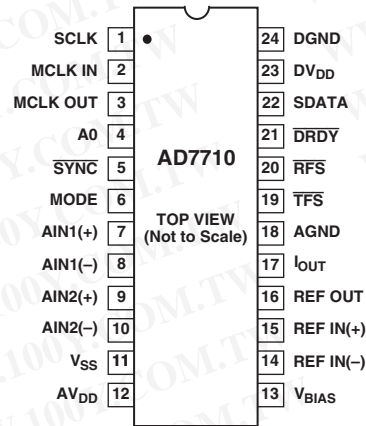 SCLK 1 24 DGND
MCLK IN 2 23 DVDD
MCLK OUT 3 22 SDATA
A0 4 21 DRDY
SYNC 5 20 RFS
MODE 6 19 TFS
AIN1(+) 7 18 AGND
AIN1(–) 8 17 IOUT
AIN2(+) 9 16 REF OUT
AIN2(–) 10 15 REF IN(+)
VSS 11 14 REF IN(–)
AVDD 12 13 VBIAS
AD7710
TOP VIEW
(Not to Scale)